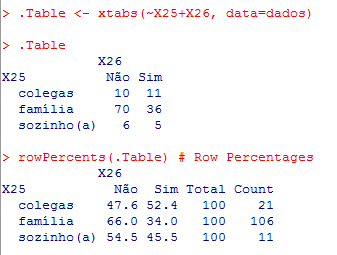 > .Table <- xtabs(~X25+X26, data=dados)
> .Table
X26
X25 Não Sim
colegas 10 11
família 70 36
sozinho(a) 6 5
> rowPercents(.Table) # Row Percentages
X26
X25 Não Sim Total Count
colegas 47.6 52.4 100 21
família 66.0 34.0 100 106
sozinho(a) 54.5 45.5 100 11